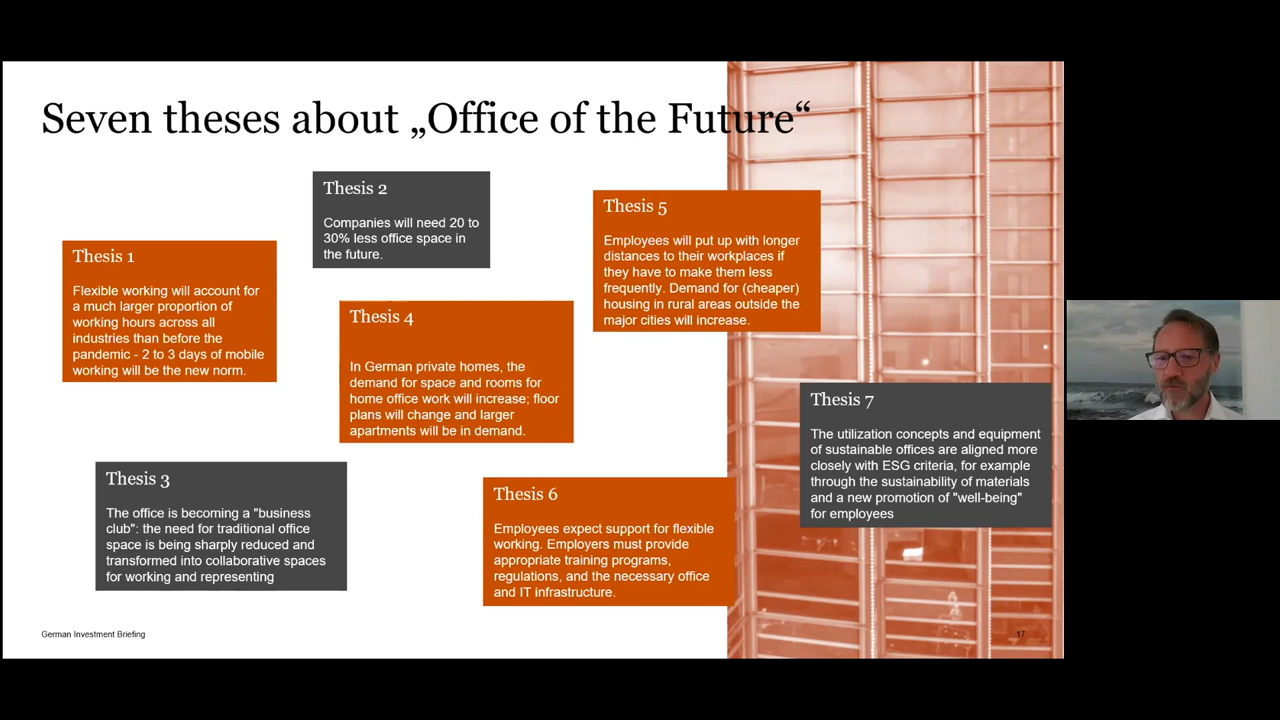 Seven theses about „Office of the Future“
Thesis 1
Flexible working will account for
a much larger proportion of
working hours across all
industries than before the
pandemic - 2 to 3 days of mobile
working will be the new norm.
Thesis 2
Companies will need 20 to
30% less office space in
the future.
Thesis 3
The office is becoming a "business
club": the need for traditional office
space is being sharply reduced and
transformed into collaborative spaces
for working and representing
Thesis 4
In German private homes, the
demand for space and rooms for
home office work will increase; floor
plans will change and larger
apartments will be in demand.
Thesis 5
Employees will put up with longer
distances to their workplaces if
they have to make them less
frequently. Demand for (cheaper)
housing in rural areas outside the
major cities will increase.
Thesis 6
Employees expect support for flexible
working. Employers must provide
appropriate training programs,
regulations, and the necessary office
and IT infrastructure.
Thesis 7
The utilization concepts and equipment
of sustainable offices are aligned more
closely with ESG criteria, for example
through the sustainability of materials
and a new promotion of "well-being"
for employees
German Investment Briefing
17